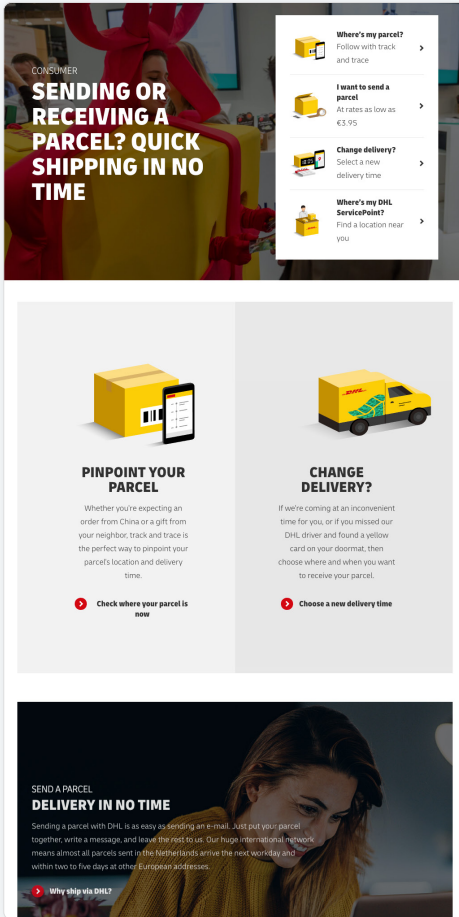 CONSUMER
SENDING OR
RECEIVING A
PARCEL? QUICK
SHIPPING IN NO
TIME
Where's my parcel?
Follow with track
and trace
I want to send a
parcel
At rates as low as
€3.95
Change delivery?
Select a new
delivery time
Where's my DHL
ServicePoint?
Find a location near
you
PINPOINT YOUR
PARCEL
Whether you're expecting an
order from China or a gift from
your neighbor, track and trace is
the perfect way to pinpoint your
parcel's location and delivery
time.
Check where your parcel is
now
DHL
CHANGE
DELIVERY?
If we're coming at an inconvenient
time for you, or if you missed our
DHL driver and found a yellow
card on your doormat, then
choose where and when you want
to receive your parcel.
Choose a new delivery time
SEND A PARCEL
DELIVERY IN NO TIME
Sending a parcel with DHL is as easy as sending an e-mail. Just put your parcel
together, write a message, and leave the rest to us. Our huge international network
means almost all parcels sent in the Netherlands arrive the next workday and
within two to five days at other European addresses.
Why ship via DHL?